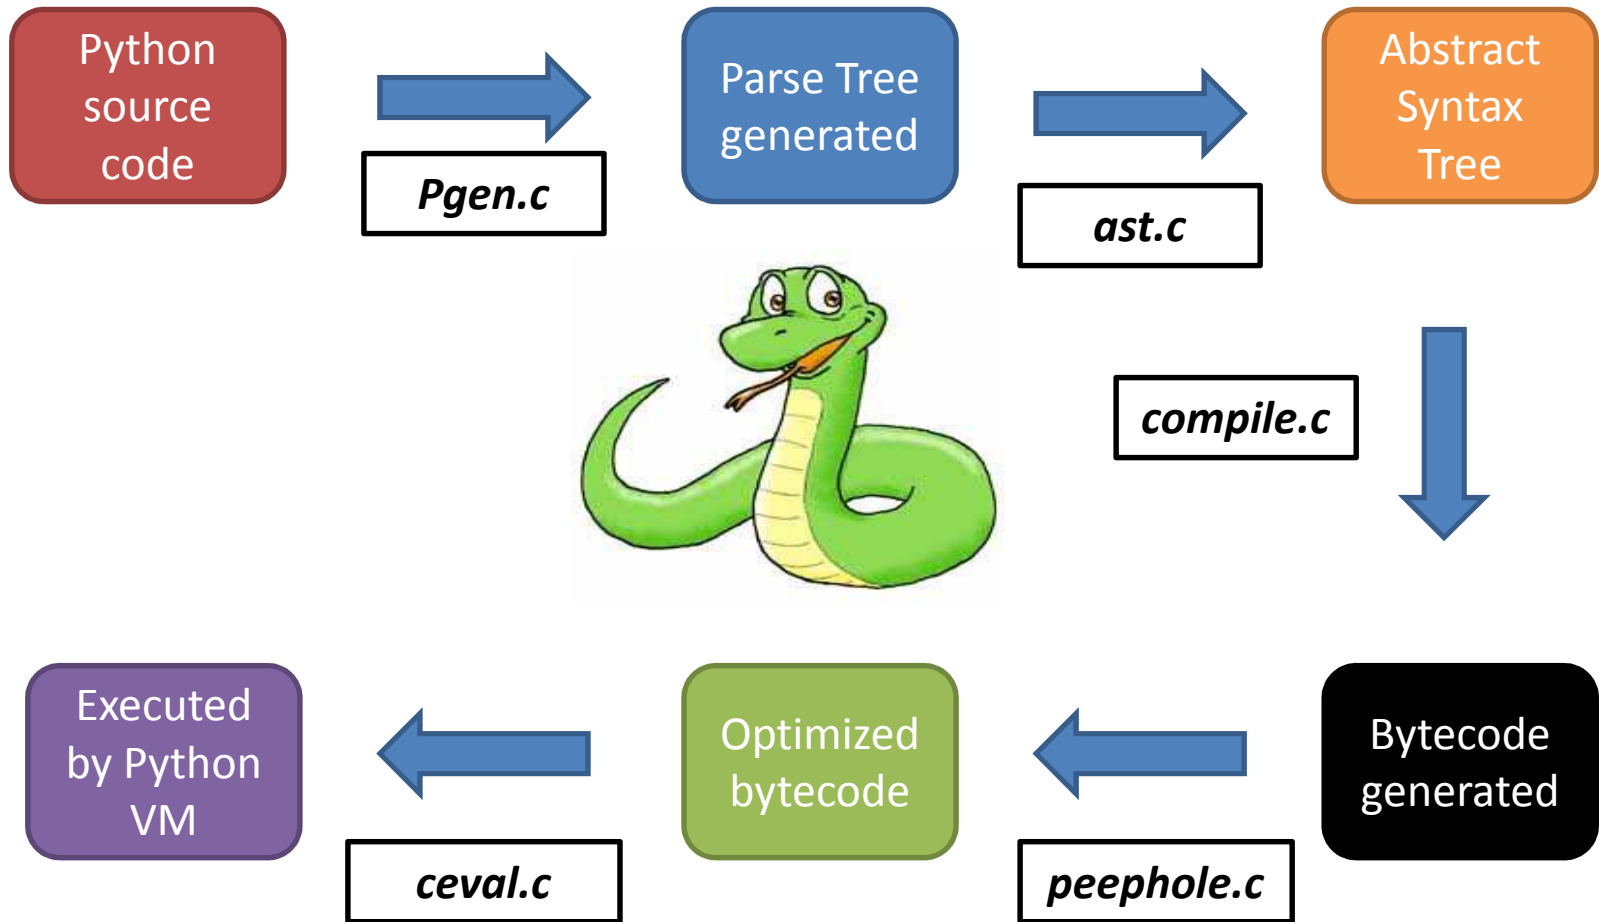 Python
source
code
Pgen.c
Parse Tree
generated
ast.c
Abstract
Syntax
Tree
compile.c
Bytecode
generated
peephole.c
Optimized
bytecode
ceval.c
Executed
by Python
VM